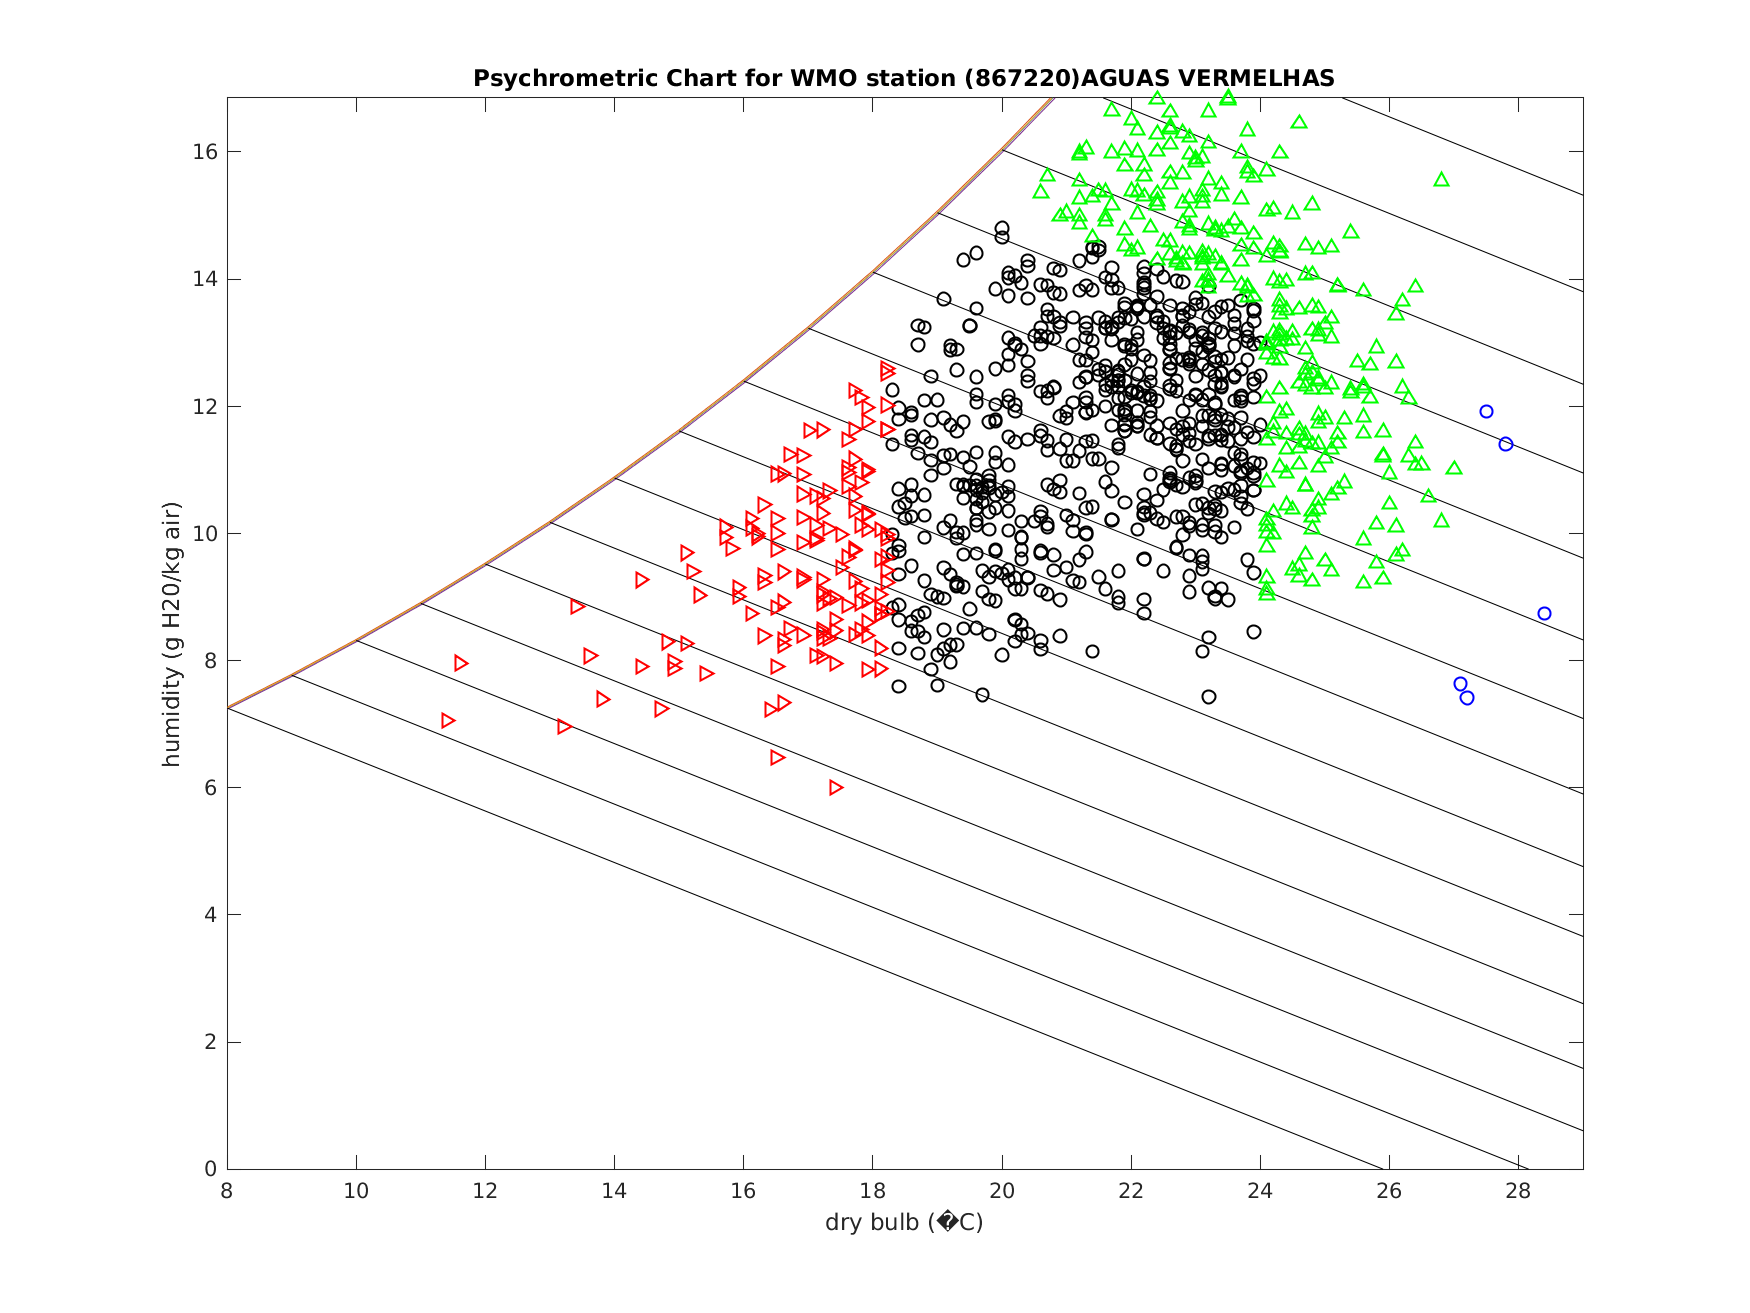 Psychrometric Chart for WMO station (867220)AGUAS VERMELHAS
humidity (g H20/kg air)
16
14
12
10
8
6
4
2
0
8 10 12 14 16 18 20 22 24 26 28
dry bulb (�C)